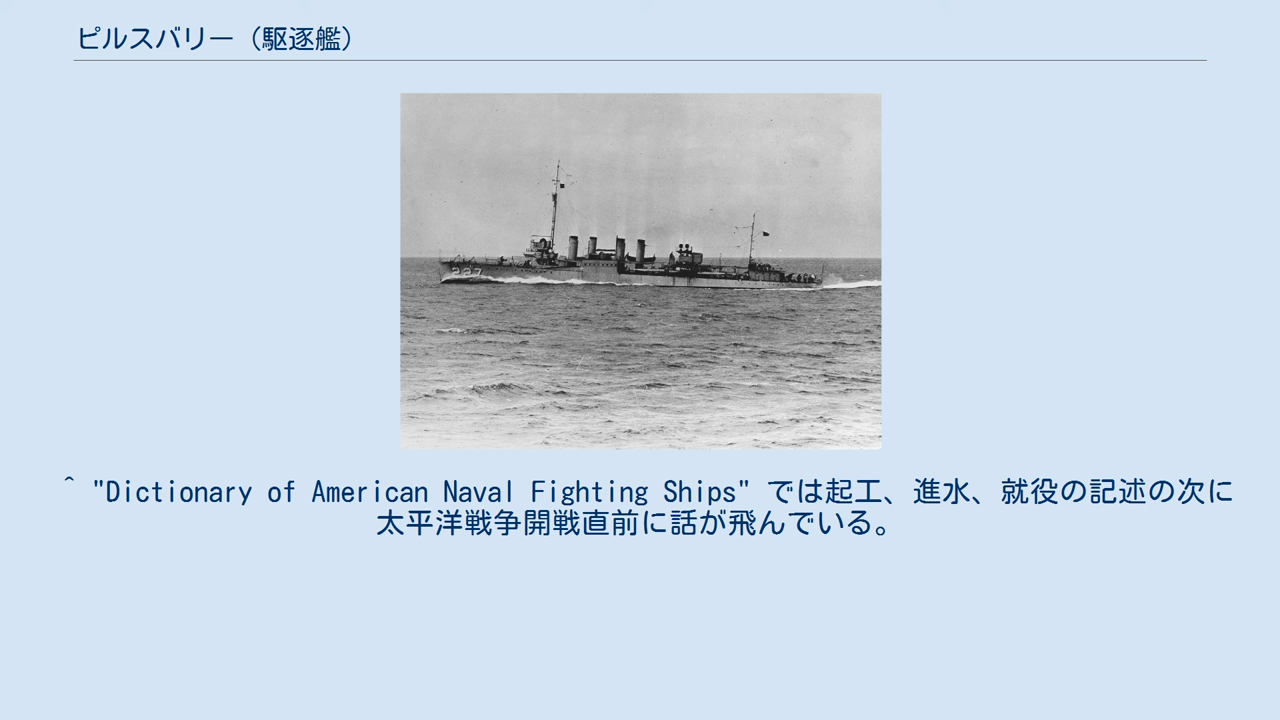 ピルスバリー（駆逐艦）
227
^ "Dictionary of American Naval Fighting Ships" では起工、進水、就役の記述の次に
太平洋戦争開戦直前に話が飛んでいる。